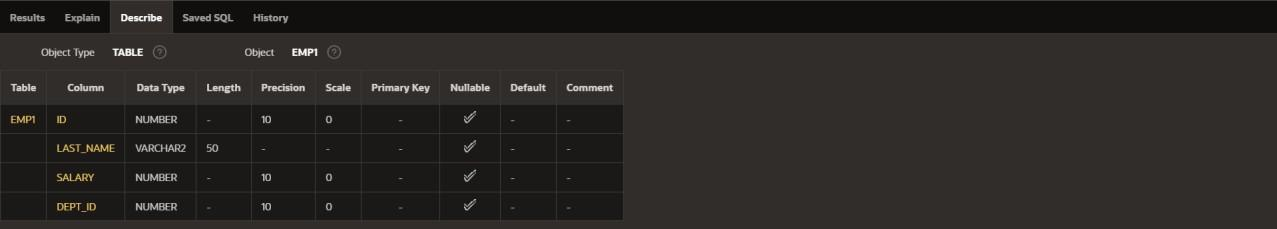 Results Explain Describe Saved SQL History
Object Type TABLE ? Object EMP1 ?
Table Column Data Type Length Precision Scale Primary Key Nullable Default Comment
EMP1 ID NUMBER - 10 0 - ✓ - -
LAST_NAME VARCHAR2 50 - - - ✓ - -
SALARY NUMBER - 10 0 - ✓ - -
DEPT_ID NUMBER - 10 0 - ✓ - -